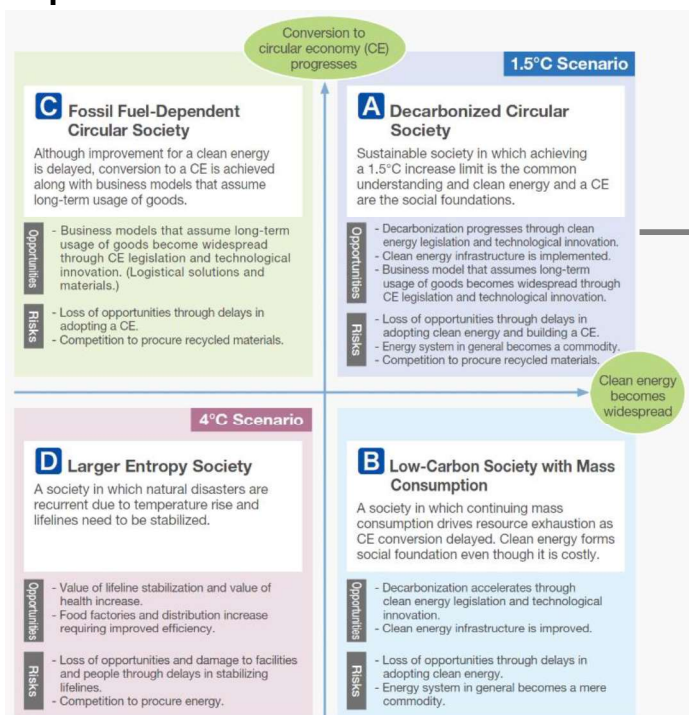 Conversion to
circular economy (CE)
progresses
1.5°C Scenario
C Fossil Fuel-Dependent
Circular Society
Although improvement for a clean energy
is delayed, conversion to a CE is achieved
along with business models that assume
long-term usage of goods.
Opportunities
- Business models that assume long-term
usage of goods become widespread
through CE legislation and technological
innovation. (Logistical solutions and
materials.)
Risks
- Loss of opportunities through delays in
adopting a CE.
- Competition to procure recycled materials.
A Decarbonized Circular
Society
Sustainable society in which achieving
a 1.5°C increase limit is the common
understanding and clean energy and a CE
are the social foundations.
Opportunities
- Decarbonization progresses through clean
energy legislation and technological innovation.
- Clean energy infrastructure is implemented.
- Business model that assumes long-term
usage of goods becomes widespread through
CE legislation and technological innovation.
Risks
- Loss of opportunities through delays in
adopting clean energy and building a CE.
- Energy system in general becomes a commodity.
- Competition to procure recycled materials.
Clean energy
becomes
widespread
4°C Scenario
D Larger Entropy Society
A society in which natural disasters are
recurrent due to temperature rise and
lifelines need to be stabilized.
Opportunities
- Value of lifeline stabilization and value of
health increase.
- Food factories and distribution increase
requiring improved efficiency.
Risks
- Loss of opportunities and damage to facilities
and people through delays in stabilizing
lifelines.
- Competition to procure energy.
B Low-Carbon Society with Mass
Consumption
A society in which continuing mass
consumption drives resource exhaustion as
CE conversion delayed. Clean energy forms
social foundation even though it is costly.
Opportunities
- Decarbonization accelerates through
clean energy legislation and technological
innovation.
- Clean energy infrastructure is improved.
Risks
- Loss of opportunities through delays in
adopting clean energy.
- Energy system in general becomes a mere
commodity.